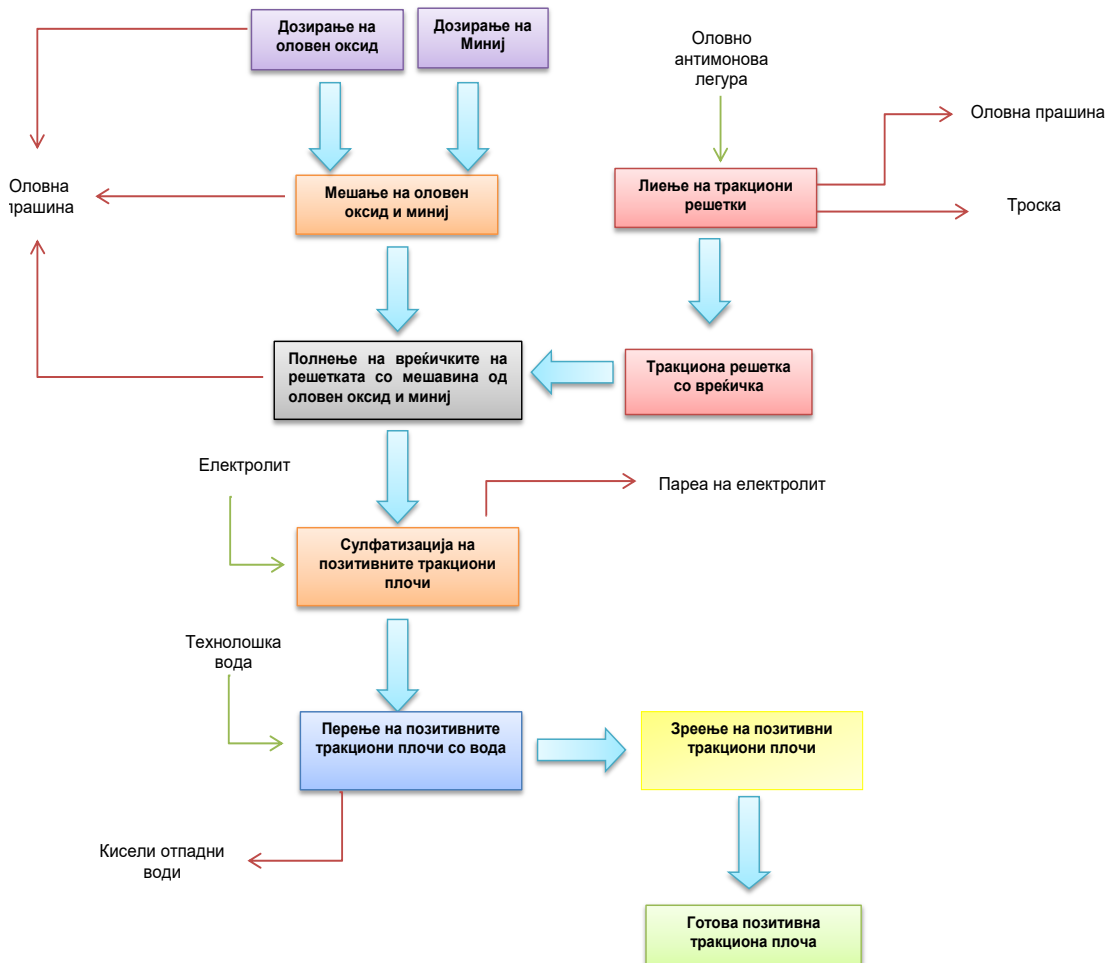 Дозирање на
оловен оксид
Дозирање на
Миниј
Оловно
антимонова
легура
Оловна прашина
Оловна
прашина
Мешање на оловен
оксид и миниј
Лиење на тракциони
решетки
Троска
Полнење на вреќичките на
решетката со мешавина од
оловен оксид и миниј
Тракциона решетка
со вреќичка
Електролит
Пареа на електролит
Сулфатизација на
позитивните тракциони
плочи
Технолошка
вода
Перење на позитивните
тракциони плочи со вода
Зреење на позитивни
тракциони плочи
Кисели отпадни
води
Готова позитивна
тракциона плоча